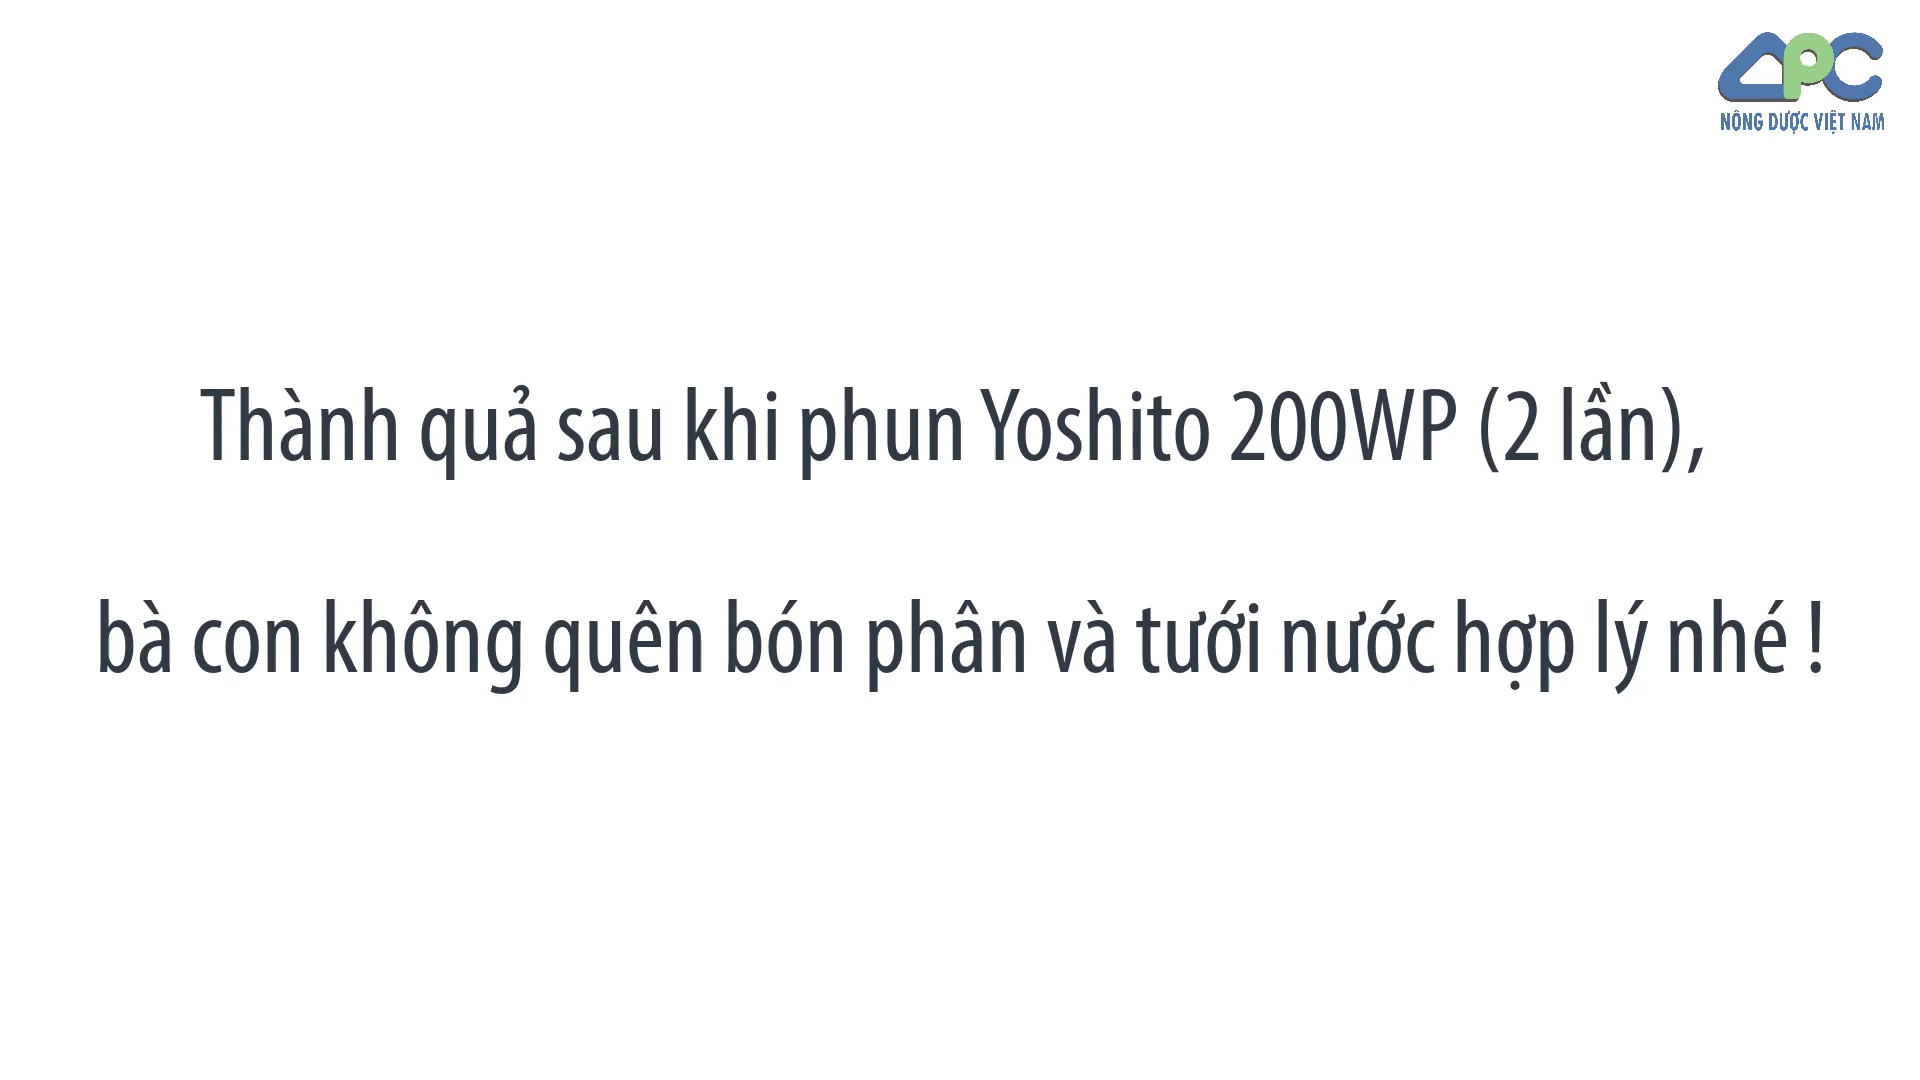 APC
NÔNG DƯỢC VIỆT NAM
Thành quả sau khi phun Yoshito 200WP (2 lần),
bà con không quên bón phân và tưới nước hợp lý nhé !